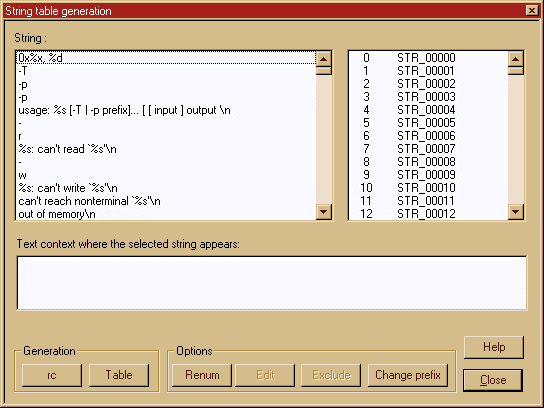 String table generation
String :
0x%x, %d
-T
-p
-p
usage: %s [-T | -p prefix]... [ [ input ] output \n
-
r
%s: can't read `%s"\n
-
w
%s: can't write `%s"\n
can't reach nonterminal `%s"\n
out of memory\n
0 STR_00000
1 STR_00001
2 STR_00002
3 STR_00003
4 STR_00004
5 STR_00005
6 STR_00006
7 STR_00007
8 STR_00008
9 STR_00009
10 STR_00010
11 STR_00011
12 STR_00012
Text context where the selected string appears:
Generation
rc Table
Options
Renum Edit Exclude Change prefix
Help
Close